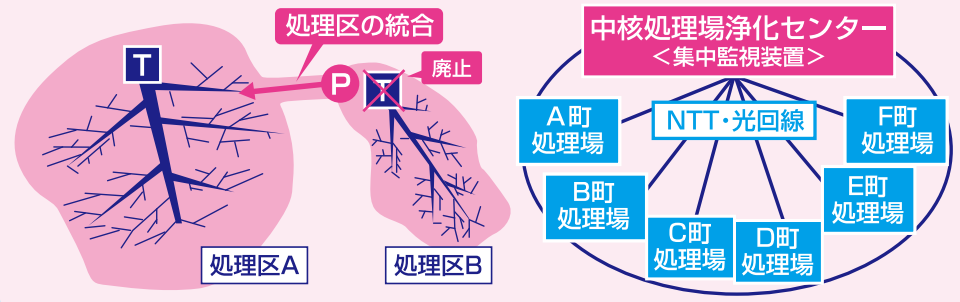 処理区の統合
T
P
T
廃止
処理区A
処理区B
中核処理場浄化センター
＜集中監視装置＞
NTT・光回線
A町
処理場
B町
処理場
C町
処理場
D町
処理場
E町
処理場
F町
処理場